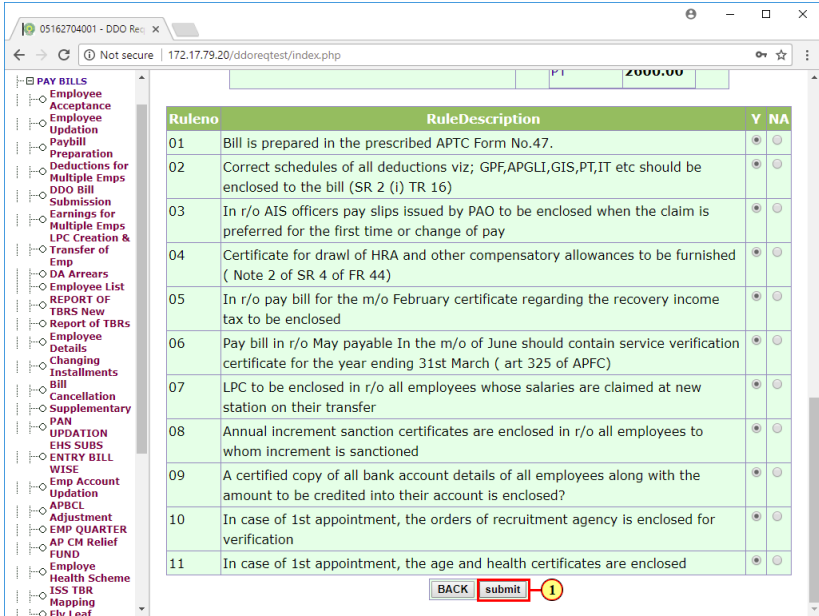 05162704001 - DDO Req
Not secure | 172.17.79.20/ddoreqtest/index.php
PAY BILLS
Employee
Acceptance
Employee
Updation
Paybill
Preparation
Deductions for
Multiple Emps
DDO Bill
Submission
Earnings for
Multiple Emps
LPC Creation &
Transfer of
Emp
DA Arrears
Employee List
REPORT OF
TBRS New
Report of TBRs
Employee
Details
Changing
Installments
Bill
Cancellation
Supplementary
PAN
UPDATION
EHS SUBS
ENTRY BILL
WISE
Emp Account
Updation
APBCL
Adjustment
EMP QUARTER
AP CM Relief
FUND
Employe
Health Scheme
ISS TBR
Mapping
Fly Leaf
PT 2600.00
Ruleno RuleDescription Y NA
01 Bill is prepared in the prescribed APTC Form No.47.
02 Correct schedules of all deductions viz; GPF,APGLI,GIS,PT,IT etc should be
enclosed to the bill (SR 2 (i) TR 16)
03 In r/o AIS officers pay slips issued by PAO to be enclosed when the claim is
preferred for the first time or change of pay
04 Certificate for drawl of HRA and other compensatory allowances to be furnished
( Note 2 of SR 4 of FR 44)
05 In r/o pay bill for the m/o February certificate regarding the recovery income
tax to be enclosed
06 Pay bill in r/o May payable In the m/o of June should contain service verification
certificate for the year ending 31st March ( art 325 of APFC)
07 LPC to be enclosed in r/o all employees whose salaries are claimed at new
station on their transfer
08 Annual increment sanction certificates are enclosed in r/o all employees to
whom increment is sanctioned
09 A certified copy of all bank account details of all employees along with the
amount to be credited into their account is enclosed?
10 In case of 1st appointment, the orders of recruitment agency is enclosed for
verification
11 In case of 1st appointment, the age and health certificates are enclosed
BACK submit 1